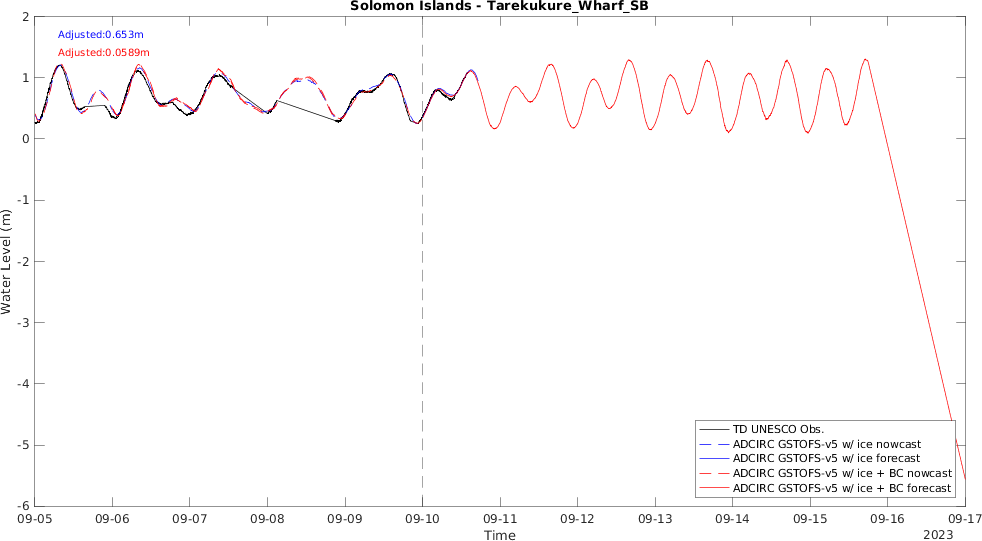 Solomon Islands - Tarekukure_Wharf_SB
Adjusted:0.653m
Adjusted:0.0589m
2
1
0
-1
-2
-3
-4
-5
-6
Water Level (m)
TD UNESCO Obs.
ADCIRC GSTOFS-v5 w/ ice nowcast
ADCIRC GSTOFS-v5 w/ ice forecast
ADCIRC GSTOFS-v5 w/ ice + BC nowcast
ADCIRC GSTOFS-v5 w/ ice + BC forecast
09-05 09-06 09-07 09-08 09-09 09-10 09-11 09-12 09-13 09-14 09-15 09-16 09-17
Time 2023